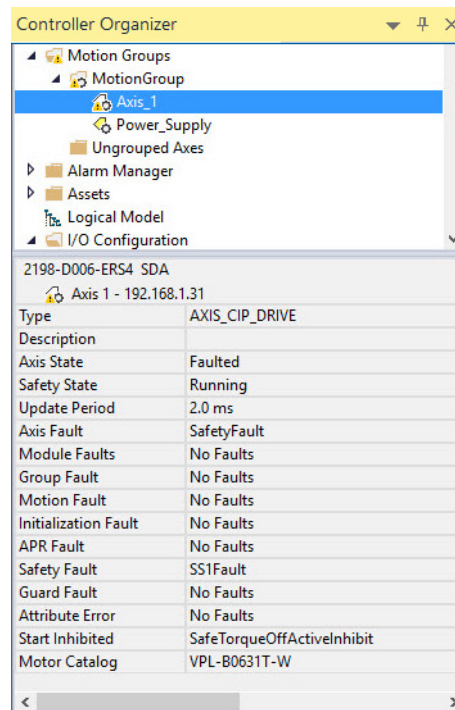 Controller Organizer
Motion Groups
MotionGroup
Axis_1
Power_Supply
Ungrouped Axes
Alarm Manager
Assets
Logical Model
I/O Configuration
2198-D006-ERS4 SDA
Axis 1 - 192.168.1.31
Type AXIS_CIP_DRIVE
Description
Axis State Faulted
Safety State Running
Update Period 2.0 ms
Axis Fault SafetyFault
Module Faults No Faults
Group Fault No Faults
Motion Fault No Faults
Initialization Fault No Faults
APR Fault No Faults
Safety Fault SS1Fault
Guard Fault No Faults
Attribute Error No Faults
Start Inhibited SafeTorqueOffActiveInhibit
Motor Catalog VPL-B0631T-W